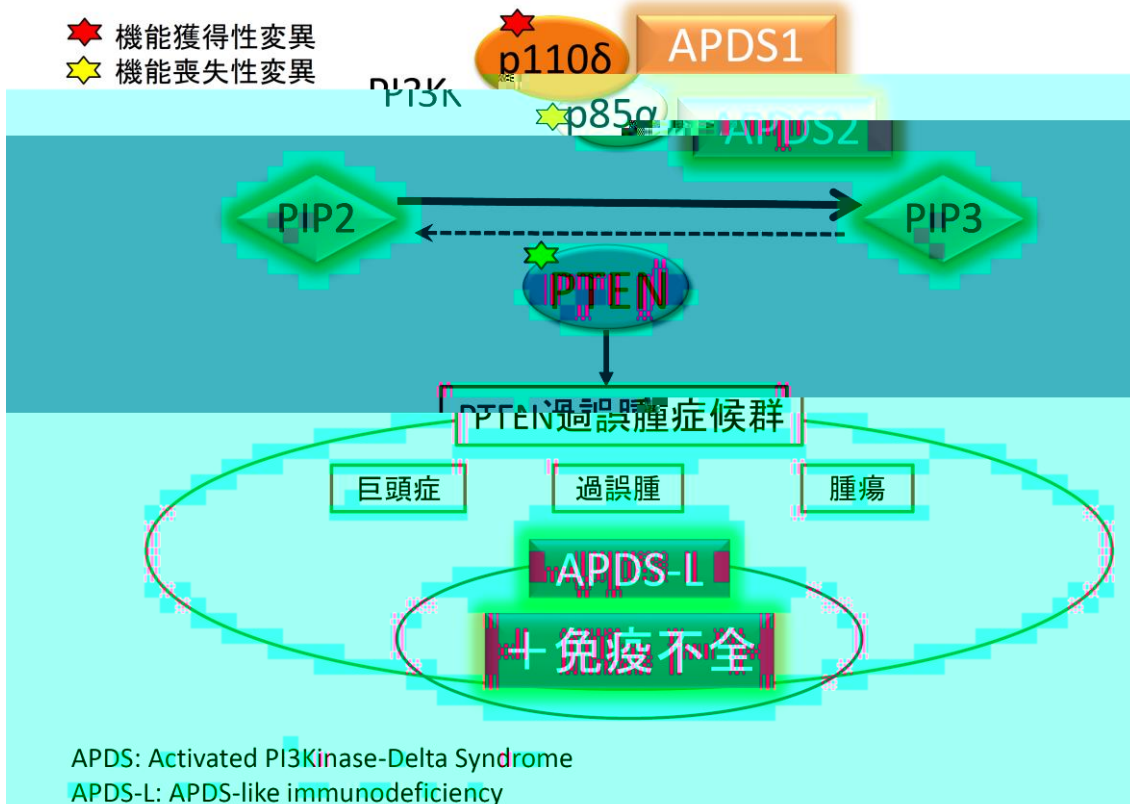 機能獲得性変異
機能喪失性変異
p110δ
APDS1
PI3K
p85α
APDS2
PIP2
PIP3
PTEN
PTEN過誤腫症候群
巨頭症
過誤腫
腫瘍
APDS-L
＋免疫不全
APDS: Activated PI3Kinase-Delta Syndrome
APDS-L: APDS-like immunodeficiency